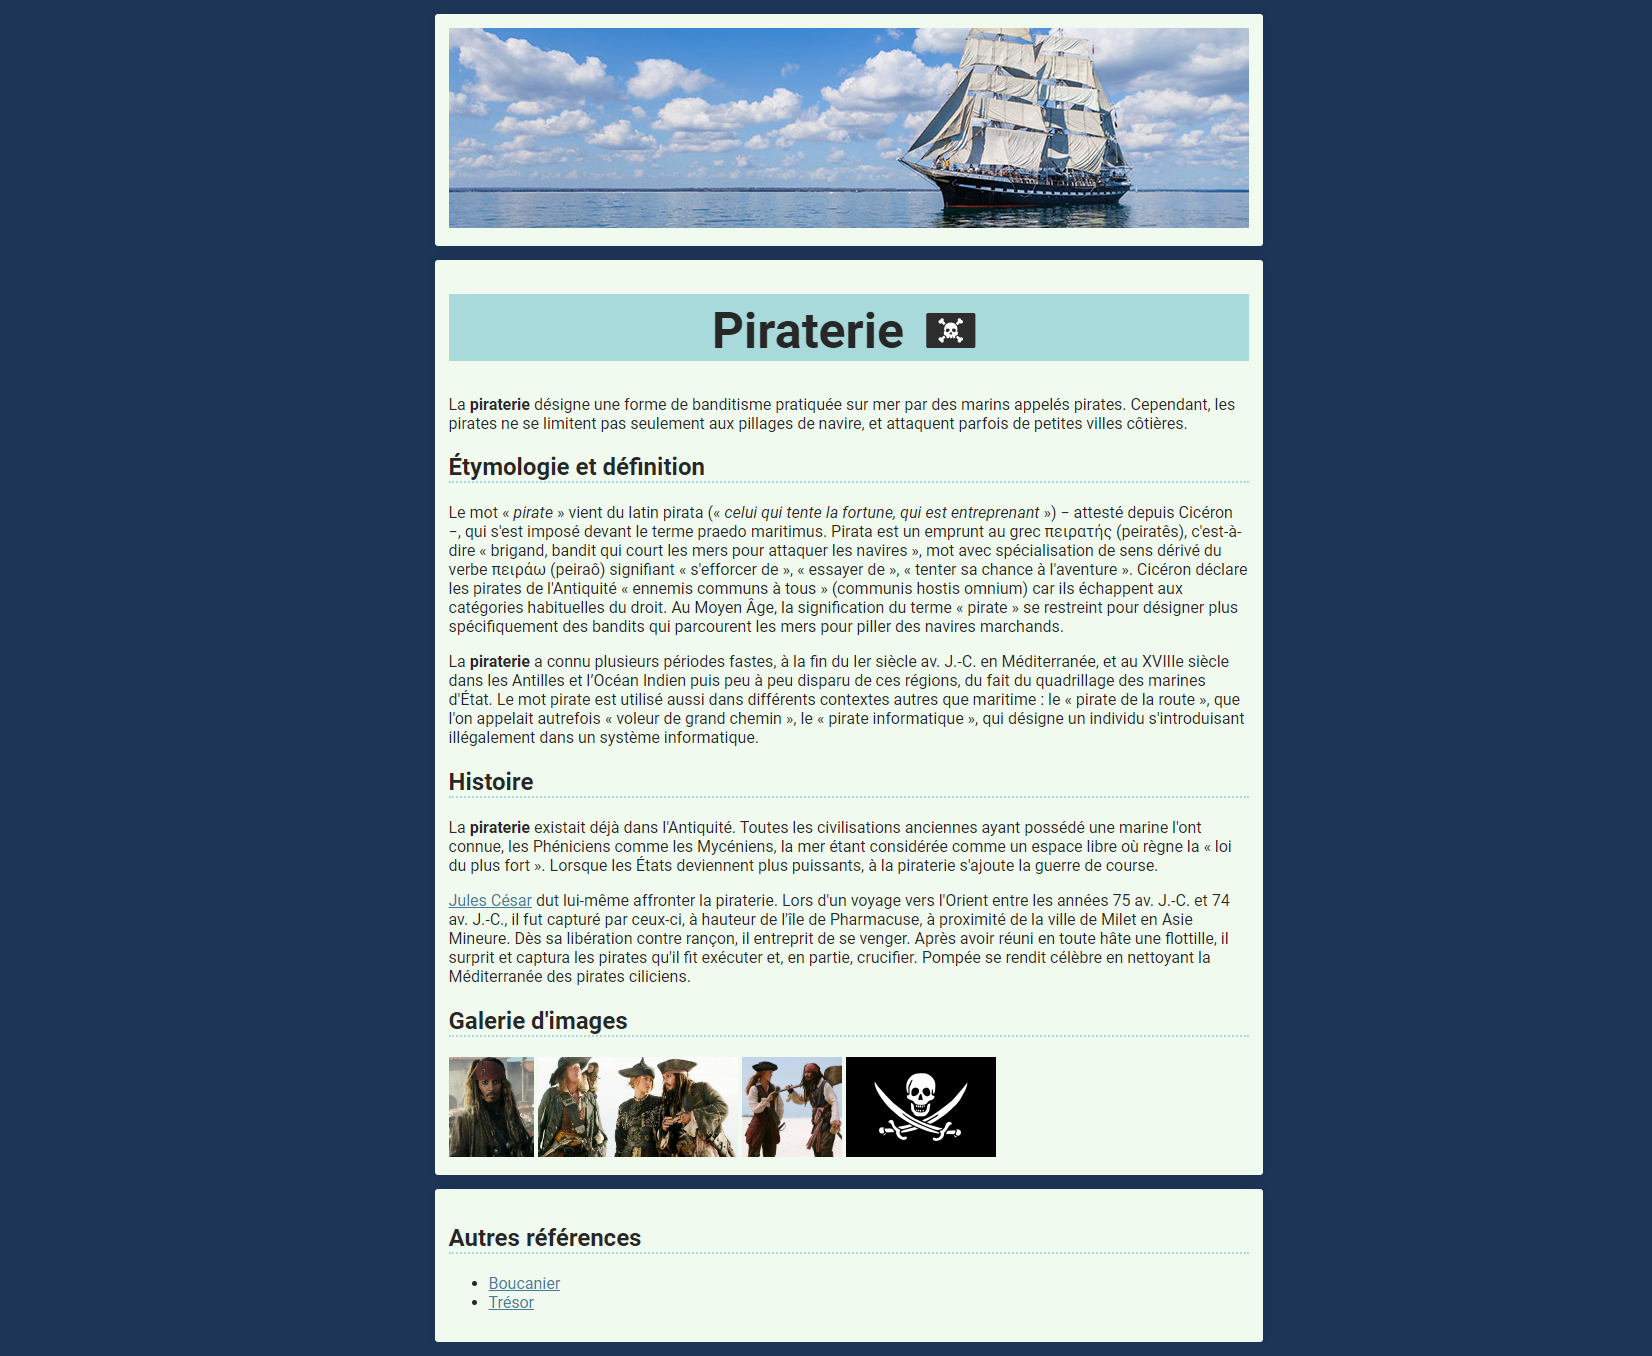 Piraterie
La piraterie désigne une forme de banditisme pratiquée sur mer par des marins appelés pirates. Cependant, les
pirates ne se limitent pas seulement aux pillages de navire, et attaquent parfois de petites villes côtières.
Étymologie et définition
Le mot « pirate » vient du latin pirata (« celui qui tente la fortune, qui est entreprenant ») – attesté depuis Cicéron
–, qui s'est imposé devant le terme praedo maritimus. Pirata est un emprunt au grec πειρατής (peiratês), c'est-à-
dire « brigand, bandit qui court les mers pour attaquer les navires », mot avec spécialisation de sens dérivé du
verbe πειράω (peiraô) signifiant « s'efforcer de », « essayer de », « tenter sa chance à l'aventure ». Cicéron déclare
les pirates de l'Antiquité « ennemis communs à tous » (communis hostis omnium) car ils échappent aux
catégories habituelles du droit. Au Moyen Âge, la signification du terme « pirate » se restreint pour désigner plus
spécifiquement des bandits qui parcourent les mers pour piller des navires marchands.
La piraterie a connu plusieurs périodes fastes, à la fin du Ier siècle av. J.-C. en Méditerranée, et au XVIIIe siècle
dans les Antilles et l’Océan Indien puis peu à peu disparu de ces régions, du fait du quadrillage des marines
d'État. Le mot pirate est utilisé aussi dans différents contextes autres que maritime : le « pirate de la route », que
l'on appelait autrefois « voleur de grand chemin », le « pirate informatique », qui désigne un individu s'introduisant
illégalement dans un système informatique.
Histoire
La piraterie existait déjà dans l'Antiquité. Toutes les civilisations anciennes ayant possédé une marine l'ont
connue, les Phéniciens comme les Mycéniens, la mer étant considérée comme un espace libre où règne la « loi
du plus fort ». Lorsque les États deviennent plus puissants, à la piraterie s'ajoute la guerre de course.
Jules César dut lui-même affronter la piraterie. Lors d'un voyage vers l'Orient entre les années 75 av. J.-C. et 74
av. J.-C., il fut capturé par ceux-ci, à hauteur de l'île de Pharmacuse, à proximité de la ville de Milet en Asie
Mineure. Dès sa libération contre rançon, il entreprit de se venger. Après avoir réuni en toute hâte une flottille, il
surprit et captura les pirates qu'il fit exécuter et, en partie, crucifier. Pompée se rendit célèbre en nettoyant la
Méditerranée des pirates ciliciens.
Galerie d'images
Autres références
Boucanier
Trésor